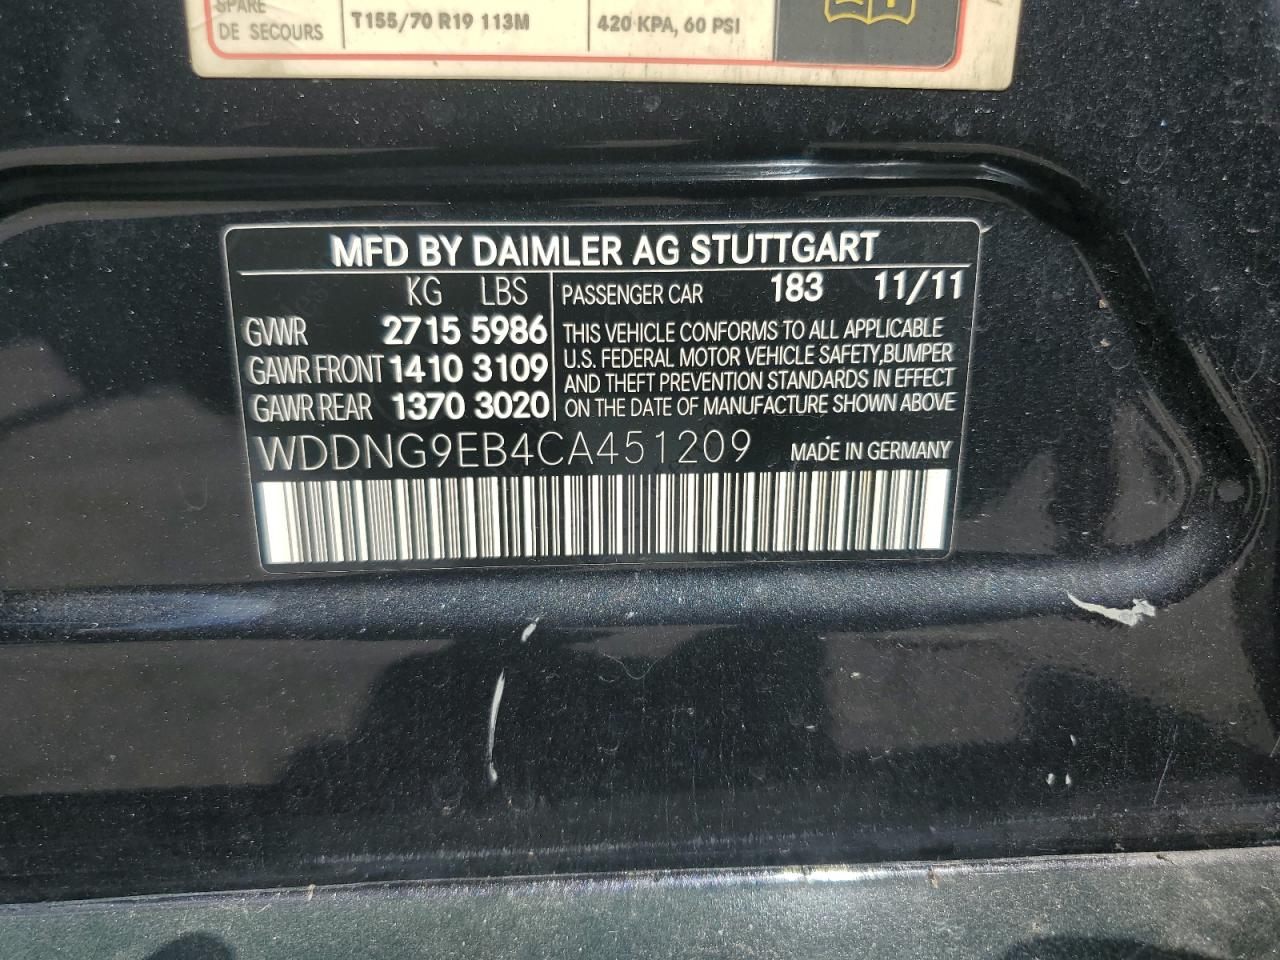 SPARE
DE SECOURS T155/70 R19 113M 420 KPA, 60 PSI
MFD BY DAIMLER AG STUTTGART
KG LBS
GVWR 2715 5986
GAWR FRONT 1410 3109
GAWR REAR 1370 3020
PASSENGER CAR 183 11/11
THIS VEHICLE CONFORMS TO ALL APPLICABLE
U.S. FEDERAL MOTOR VEHICLE SAFETY,BUMPER
AND THEFT PREVENTION STANDARDS IN EFFECT
ON THE DATE OF MANUFACTURE SHOWN ABOVE
WDDNG9EB4CA451209 MADE IN GERMANY